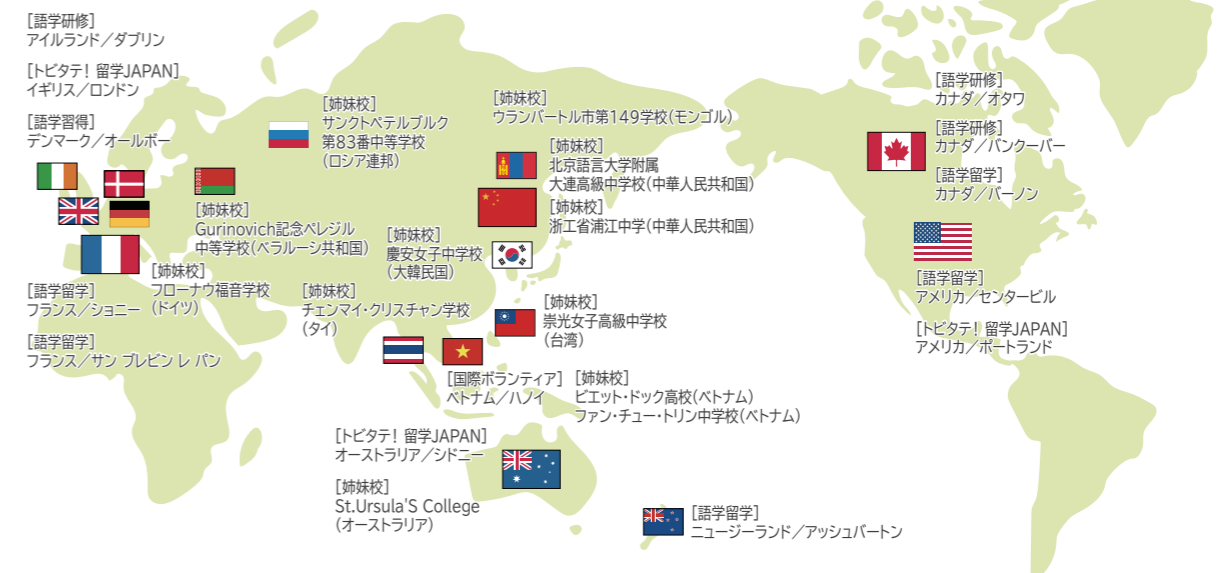 [語学研修]
アイルランド／ダブリン
[トビタテ！留学JAPAN]
イギリス／ロンドン
[語学習得]
デンマーク／オールボー
[姉妹校]
サンクトペテルブルク
第83番中等学校
（ロシア連邦）
[姉妹校]
ウランバートル市第149学校（モンゴル）
[姉妹校]
北京語言大学附属
大連高級中学校（中華人民共和国）
[姉妹校]
浙工省浦江中学（中華人民共和国）
[姉妹校]
Gurinovich記念ベレジル
中等学校（ベラルーシ共和国）
[姉妹校]
慶安女子中学校
（大韓民国）
[姉妹校]
フローナウ福音学校
（ドイツ）
[語学留学]
フランス／ショニー
[語学留学]
フランス／サン ブレビン レ パン
[姉妹校]
チェンマイ・クリスチャン学校
（タイ）
[姉妹校]
崇光女子高級中学校
（台湾）
[国際ボランティア]
ベトナム／ハノイ
[姉妹校]
ビエット・ドック高校（ベトナム）
ファン・チュー・トリン中学校（ベトナム）
[トビタテ！留学JAPAN]
オーストラリア／シドニー
[姉妹校]
St.Ursula'S College
（オーストラリア）
[語学留学]
ニュージーランド／アッシュバートン
[語学研修]
カナダ／オタワ
[語学研修]
カナダ／バンクーバー
[語学留学]
カナダ／バーノン
[語学留学]
アメリカ／センタービル
[トビタテ！留学JAPAN]
アメリカ／ポートランド